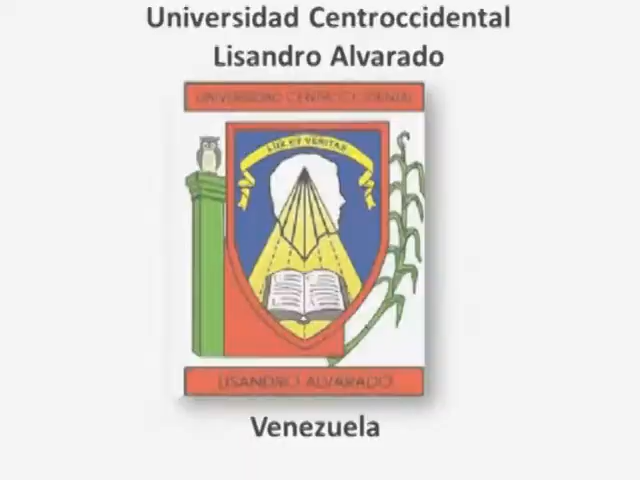 Universidad Centroccidental
Lisandro Alvarado
UNIVERSIDAD CENTROCCIDENTAL
LUX ET VERITAS
LISANDRO ALVARADO
Venezuela